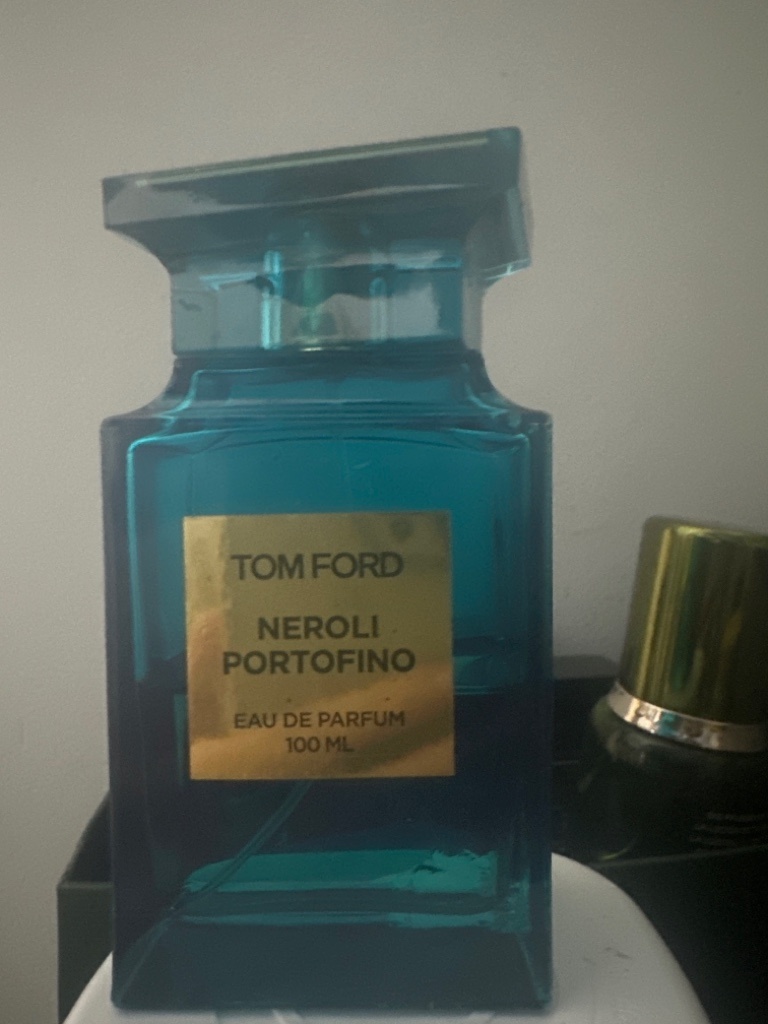 TOM FORD
NEROLI
PORTOFINO
EAU DE PARFUM
100 ML